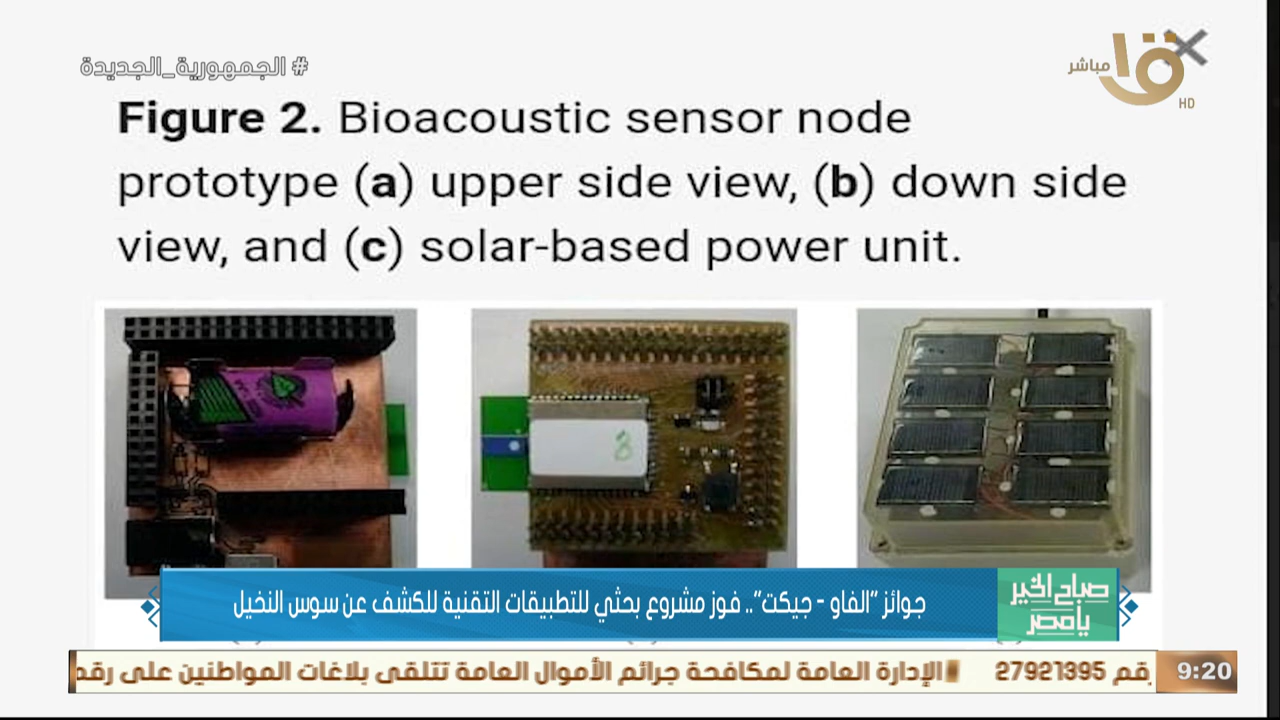 # الجمهورية_الجديدة
مباشر
HD
Figure 2. Bioacoustic sensor node
prototype (a) upper side view, (b) down side
view, and (c) solar-based power unit.
8
صباح الخير
يا مصر
جوائز "الفاو - جيكت".. فوز مشروع بحثي للتطبيقات التقنية للكشف عن سوس النخيل
9:20
رقم 27921395
الإدارة العامة لمكافحة جرائم الأموال العامة تتلقى بلاغات المواطنين على رقم